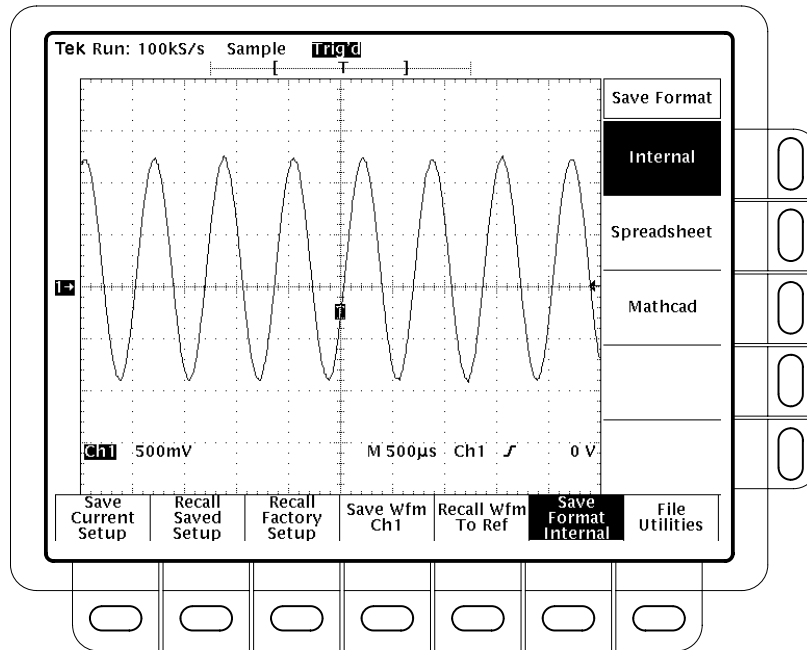 Tek Run: 100kS/s Sample Trig'd
[ T ]
Save Format
Internal
Spreadsheet
Mathcad
1→
T
Ch1 500mV M 500µs Ch1 0 V
Save Current Setup
Recall Saved Setup
Recall Factory Setup
Save Wfm Ch1
Recall Wfm To Ref
Save Format Internal
File Utilities